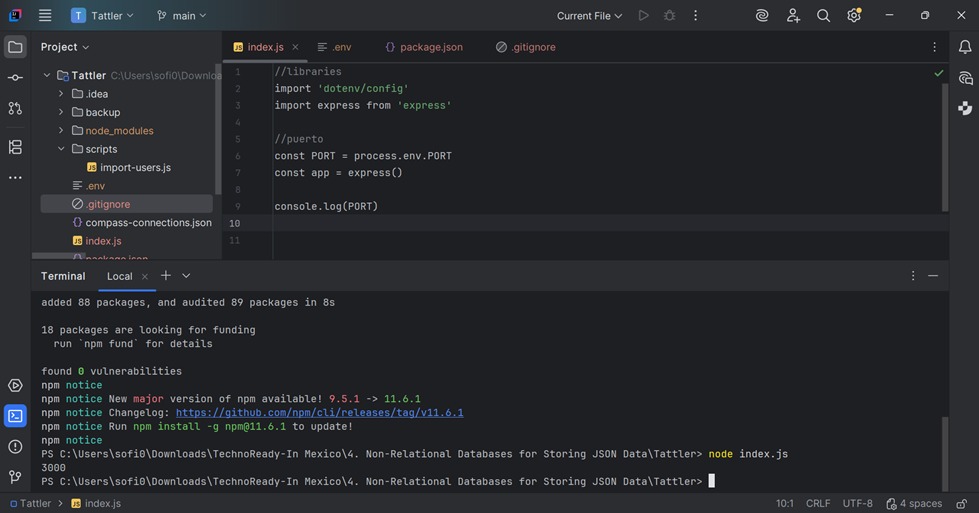 T Tattler main Current File
Project
index.js .env package.json .gitignore
Tattler C:\Users\sofi0\Downloa
.idea
backup
node_modules
scripts
import-users.js
.env
.gitignore
compass-connections.json
index.js
package.json
1 //libraries
2 import 'dotenv/config'
3 import express from 'express'
4
5 //puerto
6 const PORT = process.env.PORT
7 const app = express()
8
9 console.log(PORT)
10
11
Terminal Local
added 88 packages, and audited 89 packages in 8s
18 packages are looking for funding
run `npm fund` for details
found 0 vulnerabilities
npm notice
npm notice New major version of npm available! 9.5.1 -> 11.6.1
npm notice Changelog: https://github.com/npm/cli/releases/tag/v11.6.1
npm notice Run npm install -g npm@11.6.1 to update!
npm notice
PS C:\Users\sofi0\Downloads\TechnoReady-In Mexico\4. Non-Relational Databases for Storing JSON Data\Tattler> node index.js
3000
PS C:\Users\sofi0\Downloads\TechnoReady-In Mexico\4. Non-Relational Databases for Storing JSON Data\Tattler>
Tattler > JS index.js 10:1 CRLF UTF-8 4 spaces